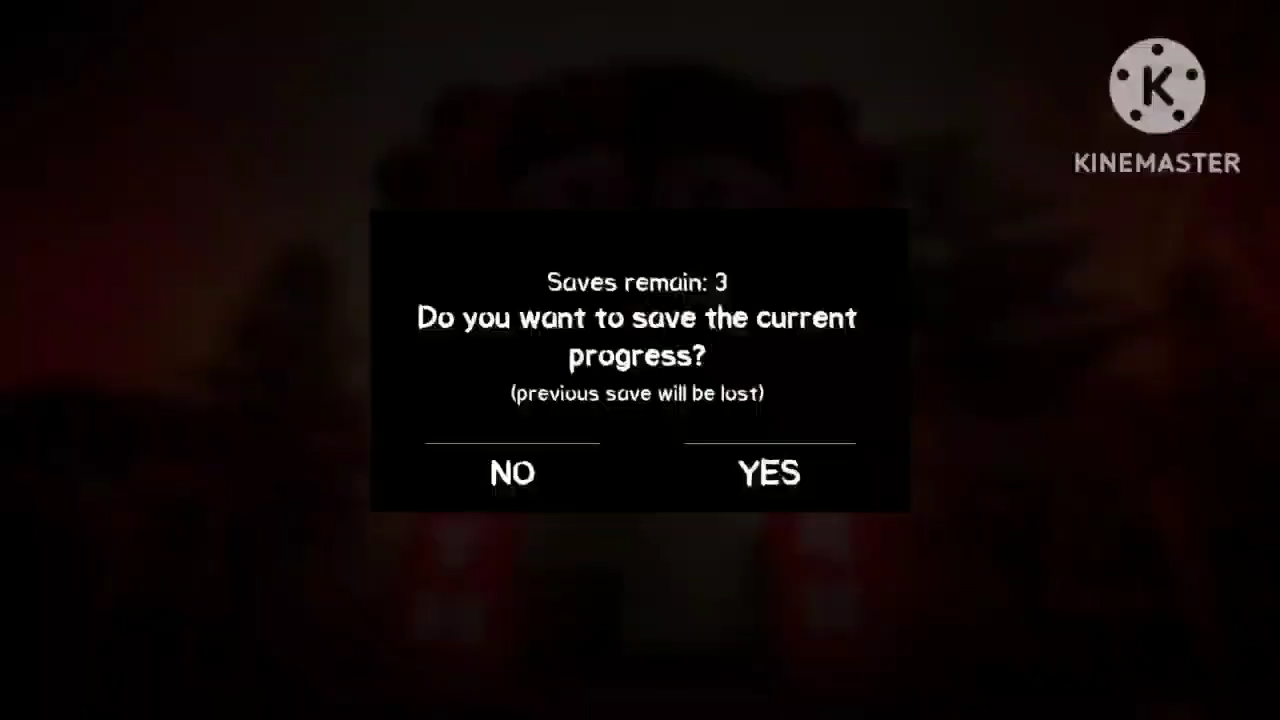 K
KINEMASTER
Saves remain: 3
Do you want to save the current
progress?
(previous save will be lost)
NO YES